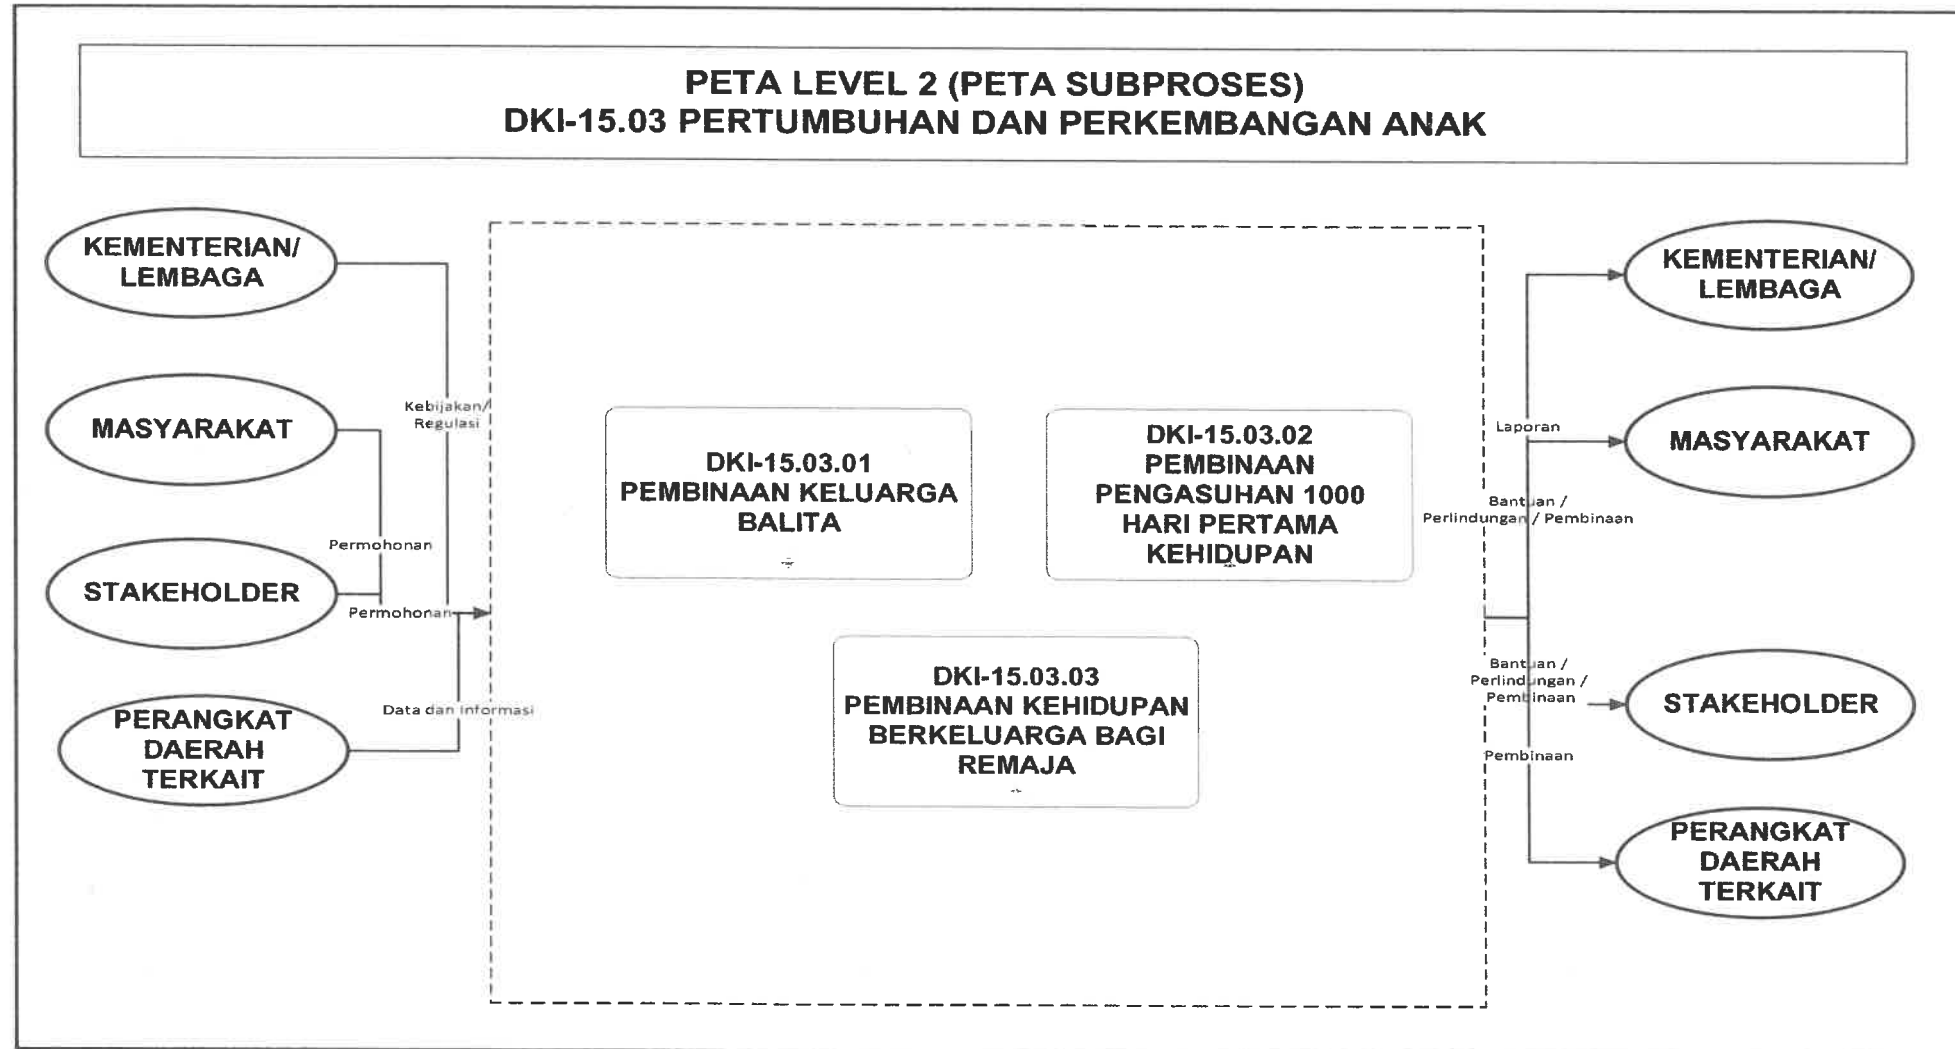 PETA LEVEL 2 (PETA SUBPROSES)
DKI-15.03 PERTUMBUHAN DAN PERKEMBANGAN ANAK
KEMENTERIAN/
LEMBAGA
MASYARAKAT
STAKEHOLDER
PERANGKAT
DAERAH
TERKAIT
Kebijakan/
Regulasi
Permohonan
Permohonan
Data dan Informasi
DKI-15.03.01
PEMBINAAN KELUARGA
BALITA
DKI-15.03.02
PEMBINAAN
PENGASUHAN 1000
HARI PERTAMA
KEHIDUPAN
DKI-15.03.03
PEMBINAAN KEHIDUPAN
BERKELUARGA BAGI
REMAJA
Laporan
Bantuan /
Perlindungan / Pembinaan
Bantuan /
Perlindungan /
Pembinaan
Pembinaan
KEMENTERIAN/
LEMBAGA
MASYARAKAT
STAKEHOLDER
PERANGKAT
DAERAH
TERKAIT